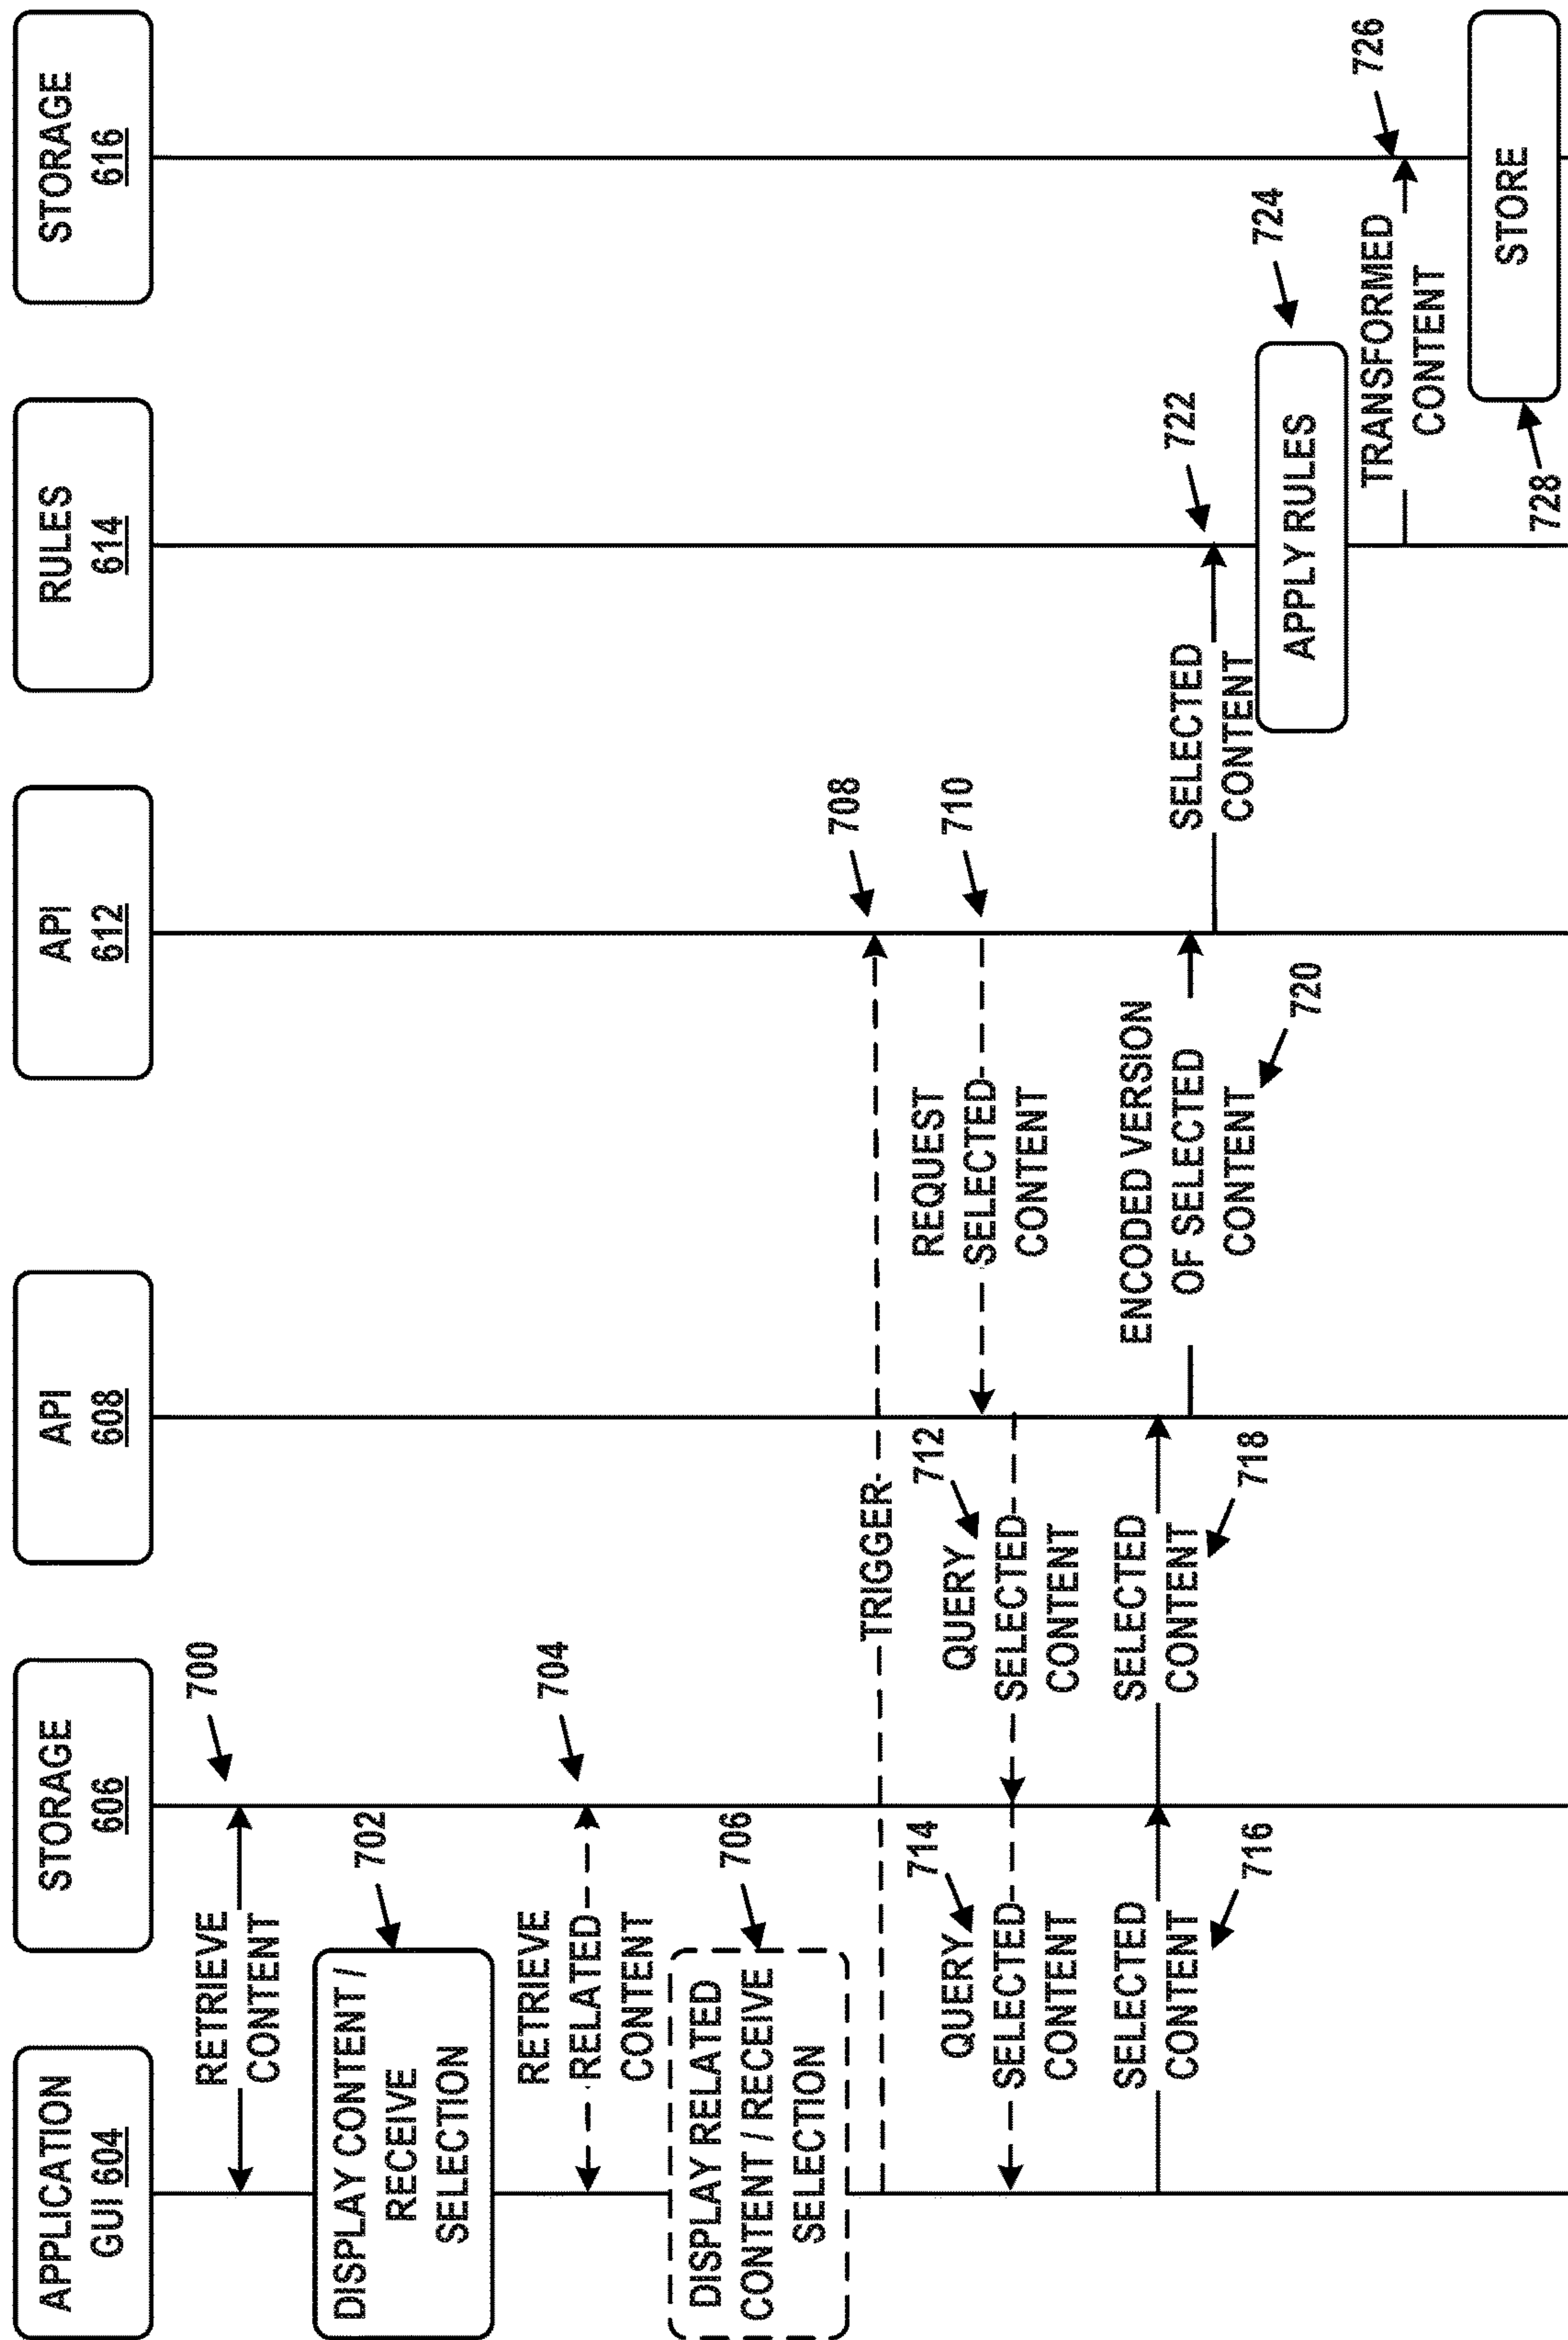 APPLICATION
GUI 604
STORAGE
606
API
608
API
612
RULES
614
STORAGE
616
RETRIEVE
CONTENT
700
DISPLAY CONTENT /
RECEIVE
SELECTION
702
RETRIEVE
RELATED
CONTENT
704
DISPLAY RELATED
CONTENT / RECEIVE
SELECTION
706
TRIGGER
708
REQUEST
SELECTED
CONTENT
710
QUERY
SELECTED
CONTENT
712
QUERY
SELECTED
CONTENT
714
SELECTED
CONTENT
716
SELECTED
CONTENT
718
ENCODED VERSION
OF SELECTED
CONTENT
720
SELECTED
CONTENT
722
APPLY RULES
724
TRANSFORMED
CONTENT
726
STORE
728